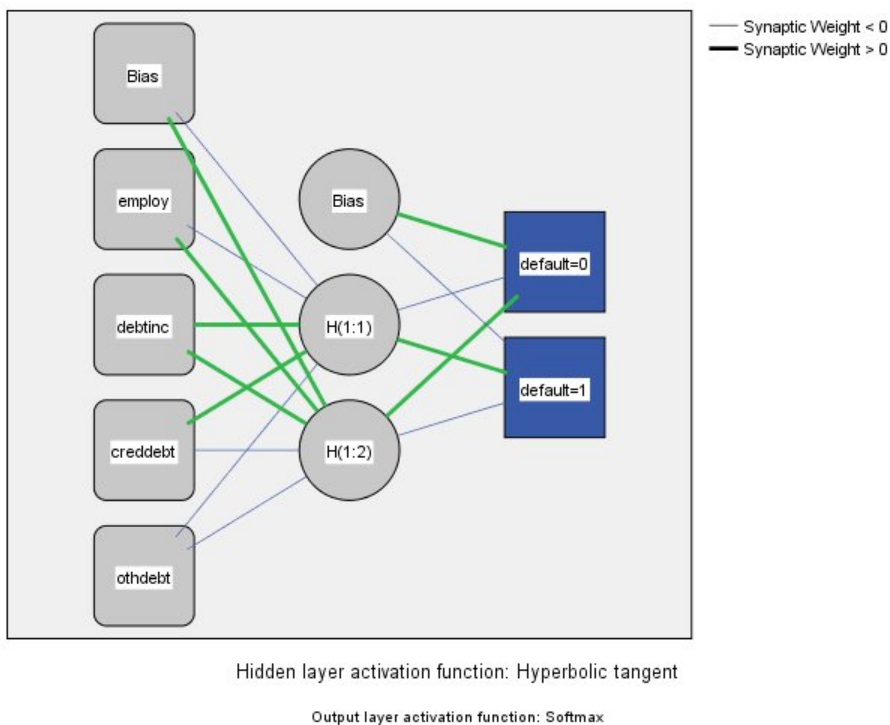 Synaptic Weight < 0
Synaptic Weight > 0
Bias
employ
debtinc
creddebt
othdebt
Bias
H(1:1)
H(1:2)
default=0
default=1
Hidden layer activation function: Hyperbolic tangent
Output layer activation function: Softmax